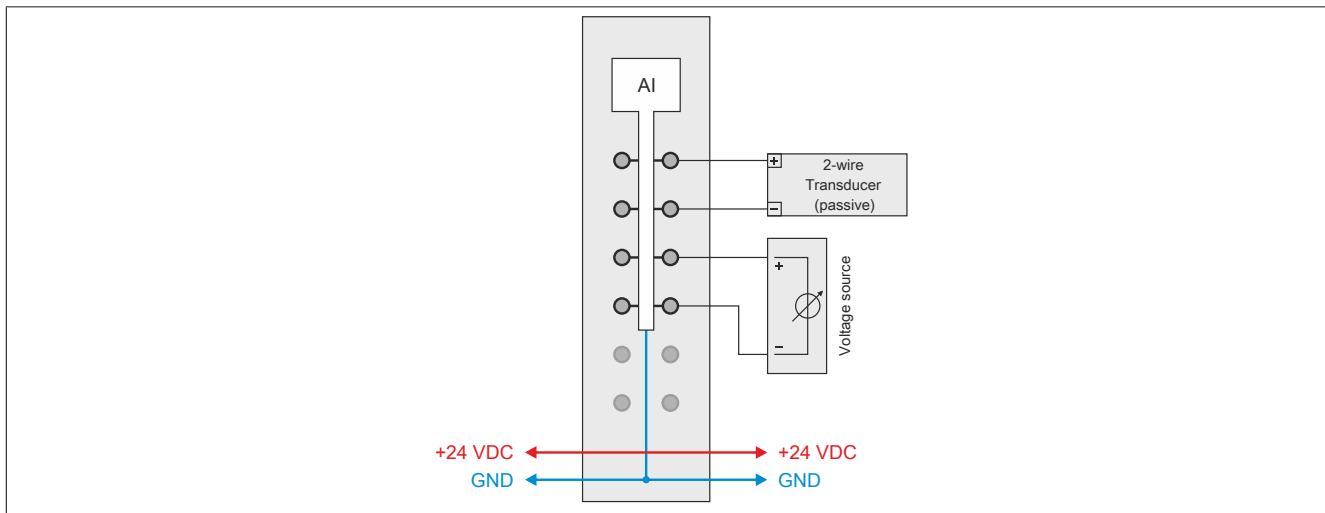 AI
+
2-wire
Transducer
(passive)
−
+
−
Voltage source
+24 VDC
+24 VDC
GND
GND